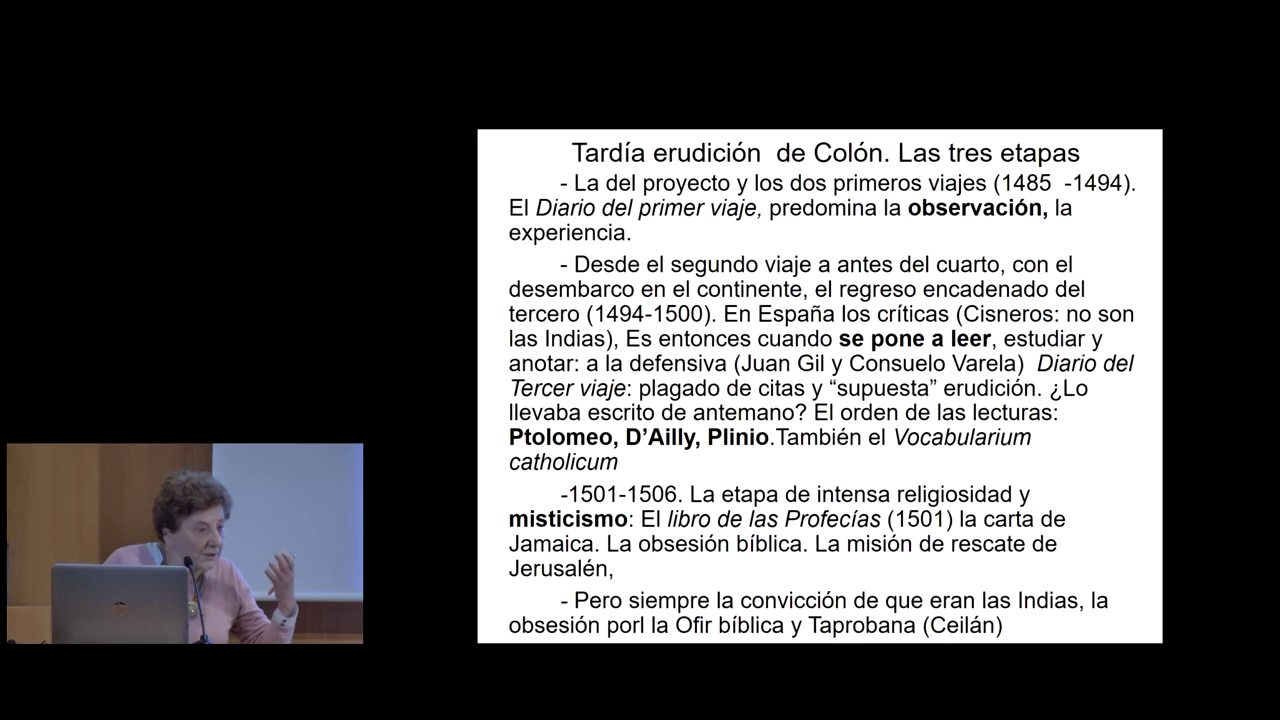 Tardía erudición  de Colón. Las tres etapas
- La del proyecto y los dos primeros viajes (1485  -1494).
El Diario del primer viaje, predomina la observación, la
experiencia.
- Desde el segundo viaje a antes del cuarto, con el
desembarco en el continente, el regreso encadenado del
tercero (1494-1500). En España los críticas (Cisneros: no son
las Indias), Es entonces cuando se pone a leer, estudiar y
anotar: a la defensiva (Juan Gil y Consuelo Varela)  Diario del
Tercer viaje: plagado de citas y “supuesta” erudición. ¿Lo
llevaba escrito de antemano? El orden de las lecturas:
Ptolomeo, D’Ailly, Plinio.También el Vocabularium
catholicum
-1501-1506. La etapa de intensa religiosidad y
misticismo: El libro de las Profecías (1501) la carta de
Jamaica. La obsesión bíblica. La misión de rescate de
Jerusalén,
- Pero siempre la convicción de que eran las Indias, la
obsesión porl la Ofir bíblica y Taprobana (Ceilán)